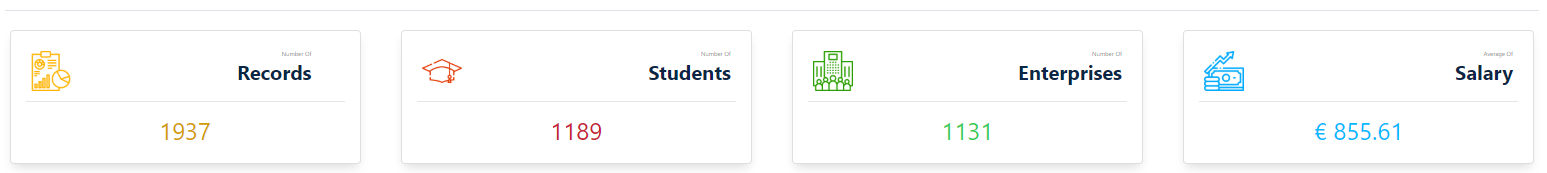 Number Of
Records
1937
Number Of
Students
1189
Number Of
Enterprises
1131
Average Of
Salary
€ 855.61